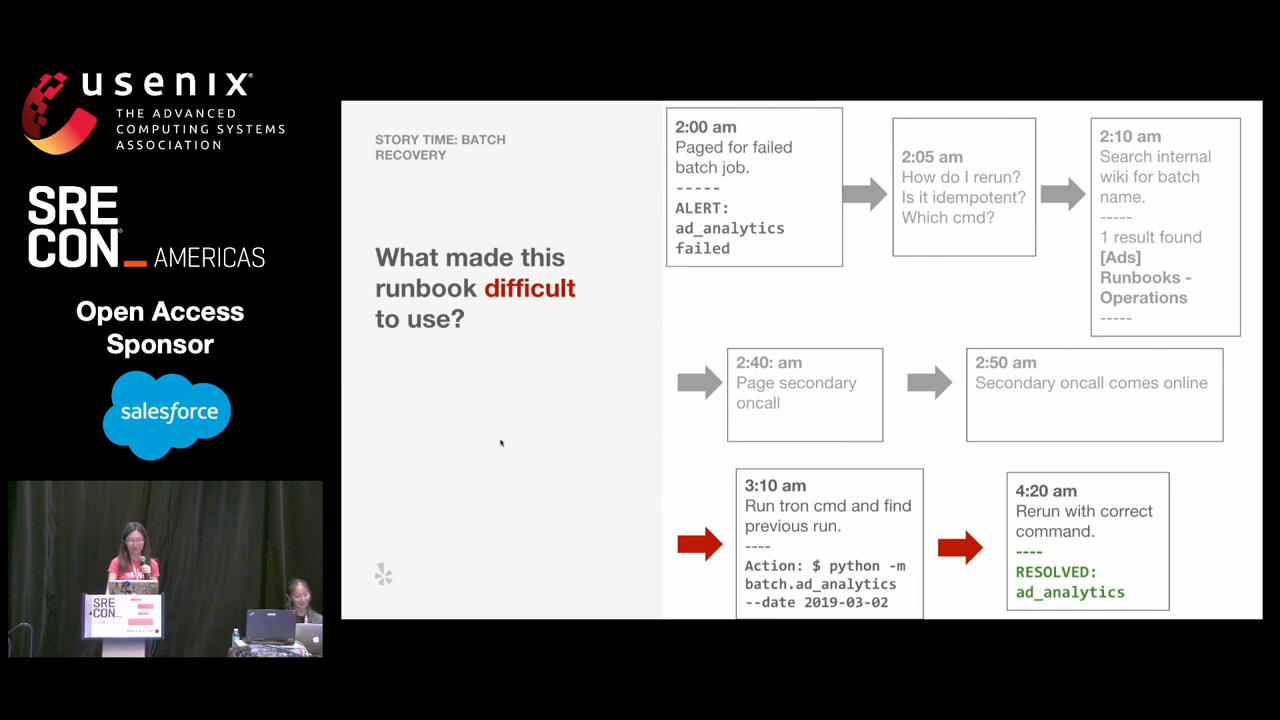 usenix
THE ADVANCED
COMPUTING SYSTEMS
ASSOCIATION
SRE
CON_ AMERICAS
Open Access
Sponsor
salesforce
SRE
CON_
STORY TIME: BATCH
RECOVERY
What made this
runbook difficult
to use?
2:00 am
Paged for failed
batch job.
-----
ALERT:
ad_analytics
failed
2:05 am
How do I rerun?
Is it idempotent?
Which cmd?
2:10 am
Search internal
wiki for batch
name.
-----
1 result found
[Ads]
Runbooks -
Operations
-----
2:40: am
Page secondary
oncall
2:50 am
Secondary oncall comes online
3:10 am
Run tron cmd and find
previous run.
----
Action: $ python -m
batch.ad_analytics
--date 2019-03-02
4:20 am
Rerun with correct
command.
----
RESOLVED:
ad_analytics